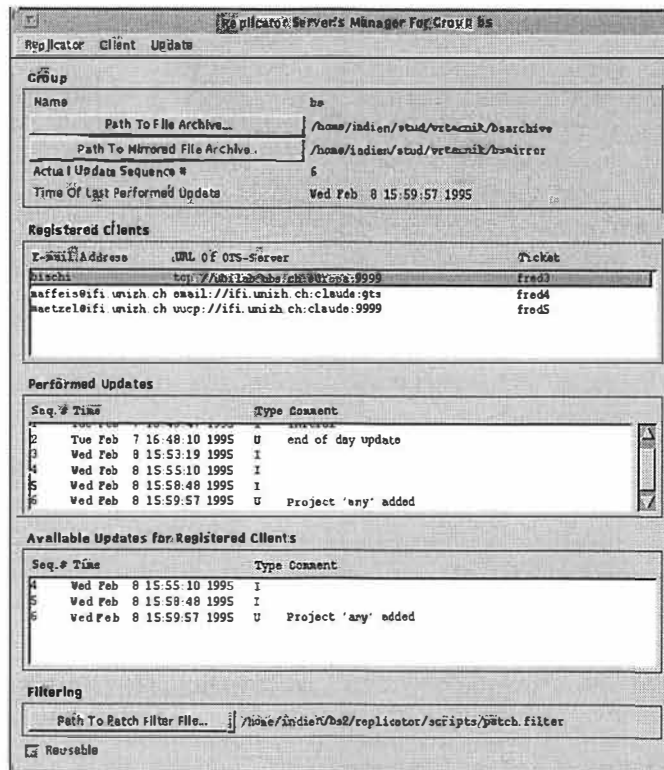 Replicator Server's Manager For Group bs
Replicator Client Update
Group
Name bs
Path To File Archive... /home/indien/stud/vrtacnik/bsarchive
Path To Mirrored File Archive.. /home/indien/stud/vrtacnik/bsmirror
Actual Update Sequence # 6
Time Of Last Performed Update Wed Feb 8 15:59:57 1995
Registered Clients
E-mail Address URL Of OTS-Server Ticket
bischi tcp://ubilab.ubs.ch:europa:9999 fred3
maffeis@ifi.unizh.ch email://ifi.unizh.ch:claude:gts fred4
maetzel@ifi.unizh.ch uucp://ifi.unizh.ch:claude:9999 fred5
Performed Updates
Seq.# Time Type Comment
2 Tue Feb 7 16:48:10 1995 U end of day update
3 Wed Feb 8 15:53:19 1995 I
4 Wed Feb 8 15:55:10 1995 I
5 Wed Feb 8 15:58:48 1995 I
6 Wed Feb 8 15:59:57 1995 U Project 'any' added
Available Updates for Registered Clients
Seq.# Time Type Comment
4 Wed Feb 8 15:55:10 1995 I
5 Wed Feb 8 15:58:48 1995 I
6 Wed Feb 8 15:59:57 1995 U Project 'any' added
Filtering
Path To Patch Filter File... /home/indien/bs2/replicator/scripts/patch.filter
Reusable